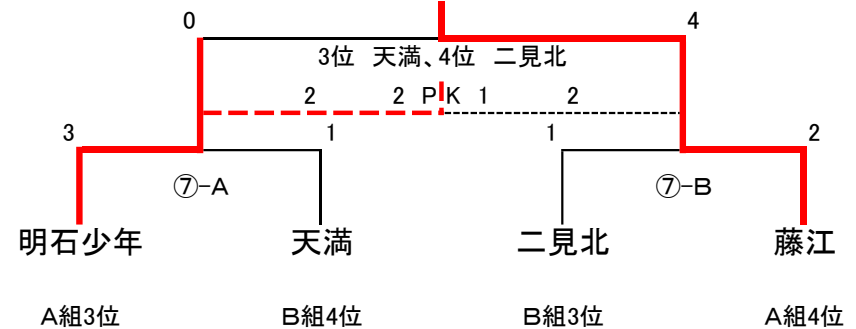 0 4
3位 天満、4位 二見北
2 2 PK 1 2
3 1 1 2
⑦-A ⑦-B
明石少年 天満 二見北 藤江
A組3位 B組4位 B組3位 A組4位